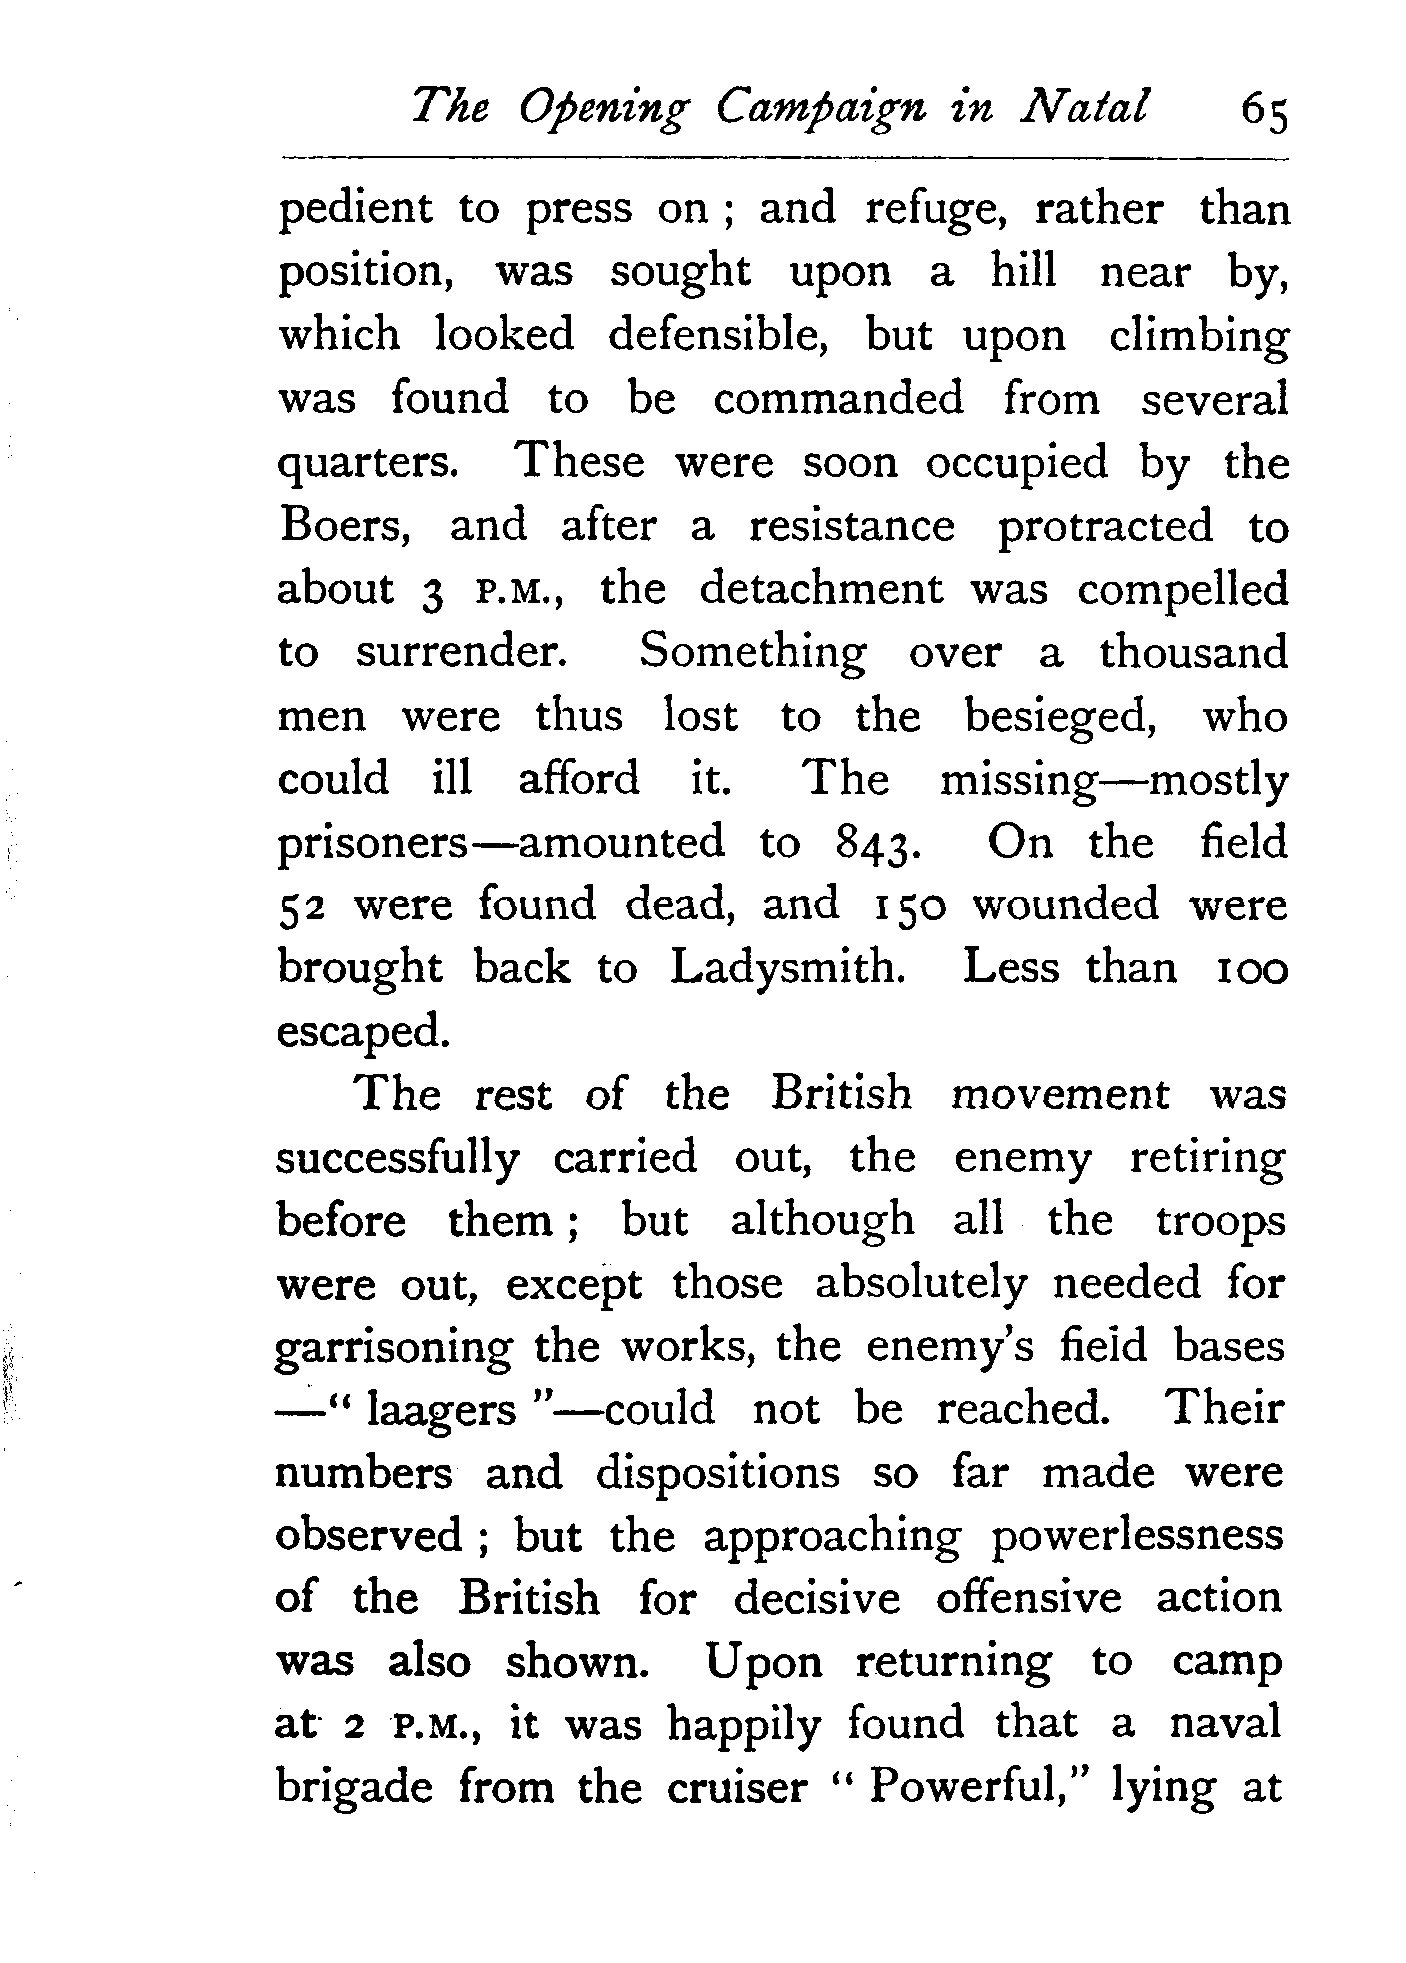 The Opening Campaign in Natal 65
pedient to press on ; and refuge, rather than
position, was sought upon a hill near by,
which looked defensible, but upon climbing
was found to be commanded from several
quarters. These were soon occupied by the
Boers, and after a resistance protracted to
about 3 P.M., the detachment was compelled
to surrender. Something over a thousand
men were thus lost to the besieged, who
could ill afford it. The missing—mostly
prisoners—amounted to 843. On the field
52 were found dead, and 150 wounded were
brought back to Ladysmith. Less than 100
escaped.
The rest of the British movement was
successfully carried out, the enemy retiring
before them ; but although all the troops
were out, except those absolutely needed for
garrisoning the works, the enemy's field bases
—" laagers "—could not be reached. Their
numbers and dispositions so far made were
observed ; but the approaching powerlessness
of the British for decisive offensive action
was also shown. Upon returning to camp
at 2 P.M., it was happily found that a naval
brigade from the cruiser " Powerful," lying at